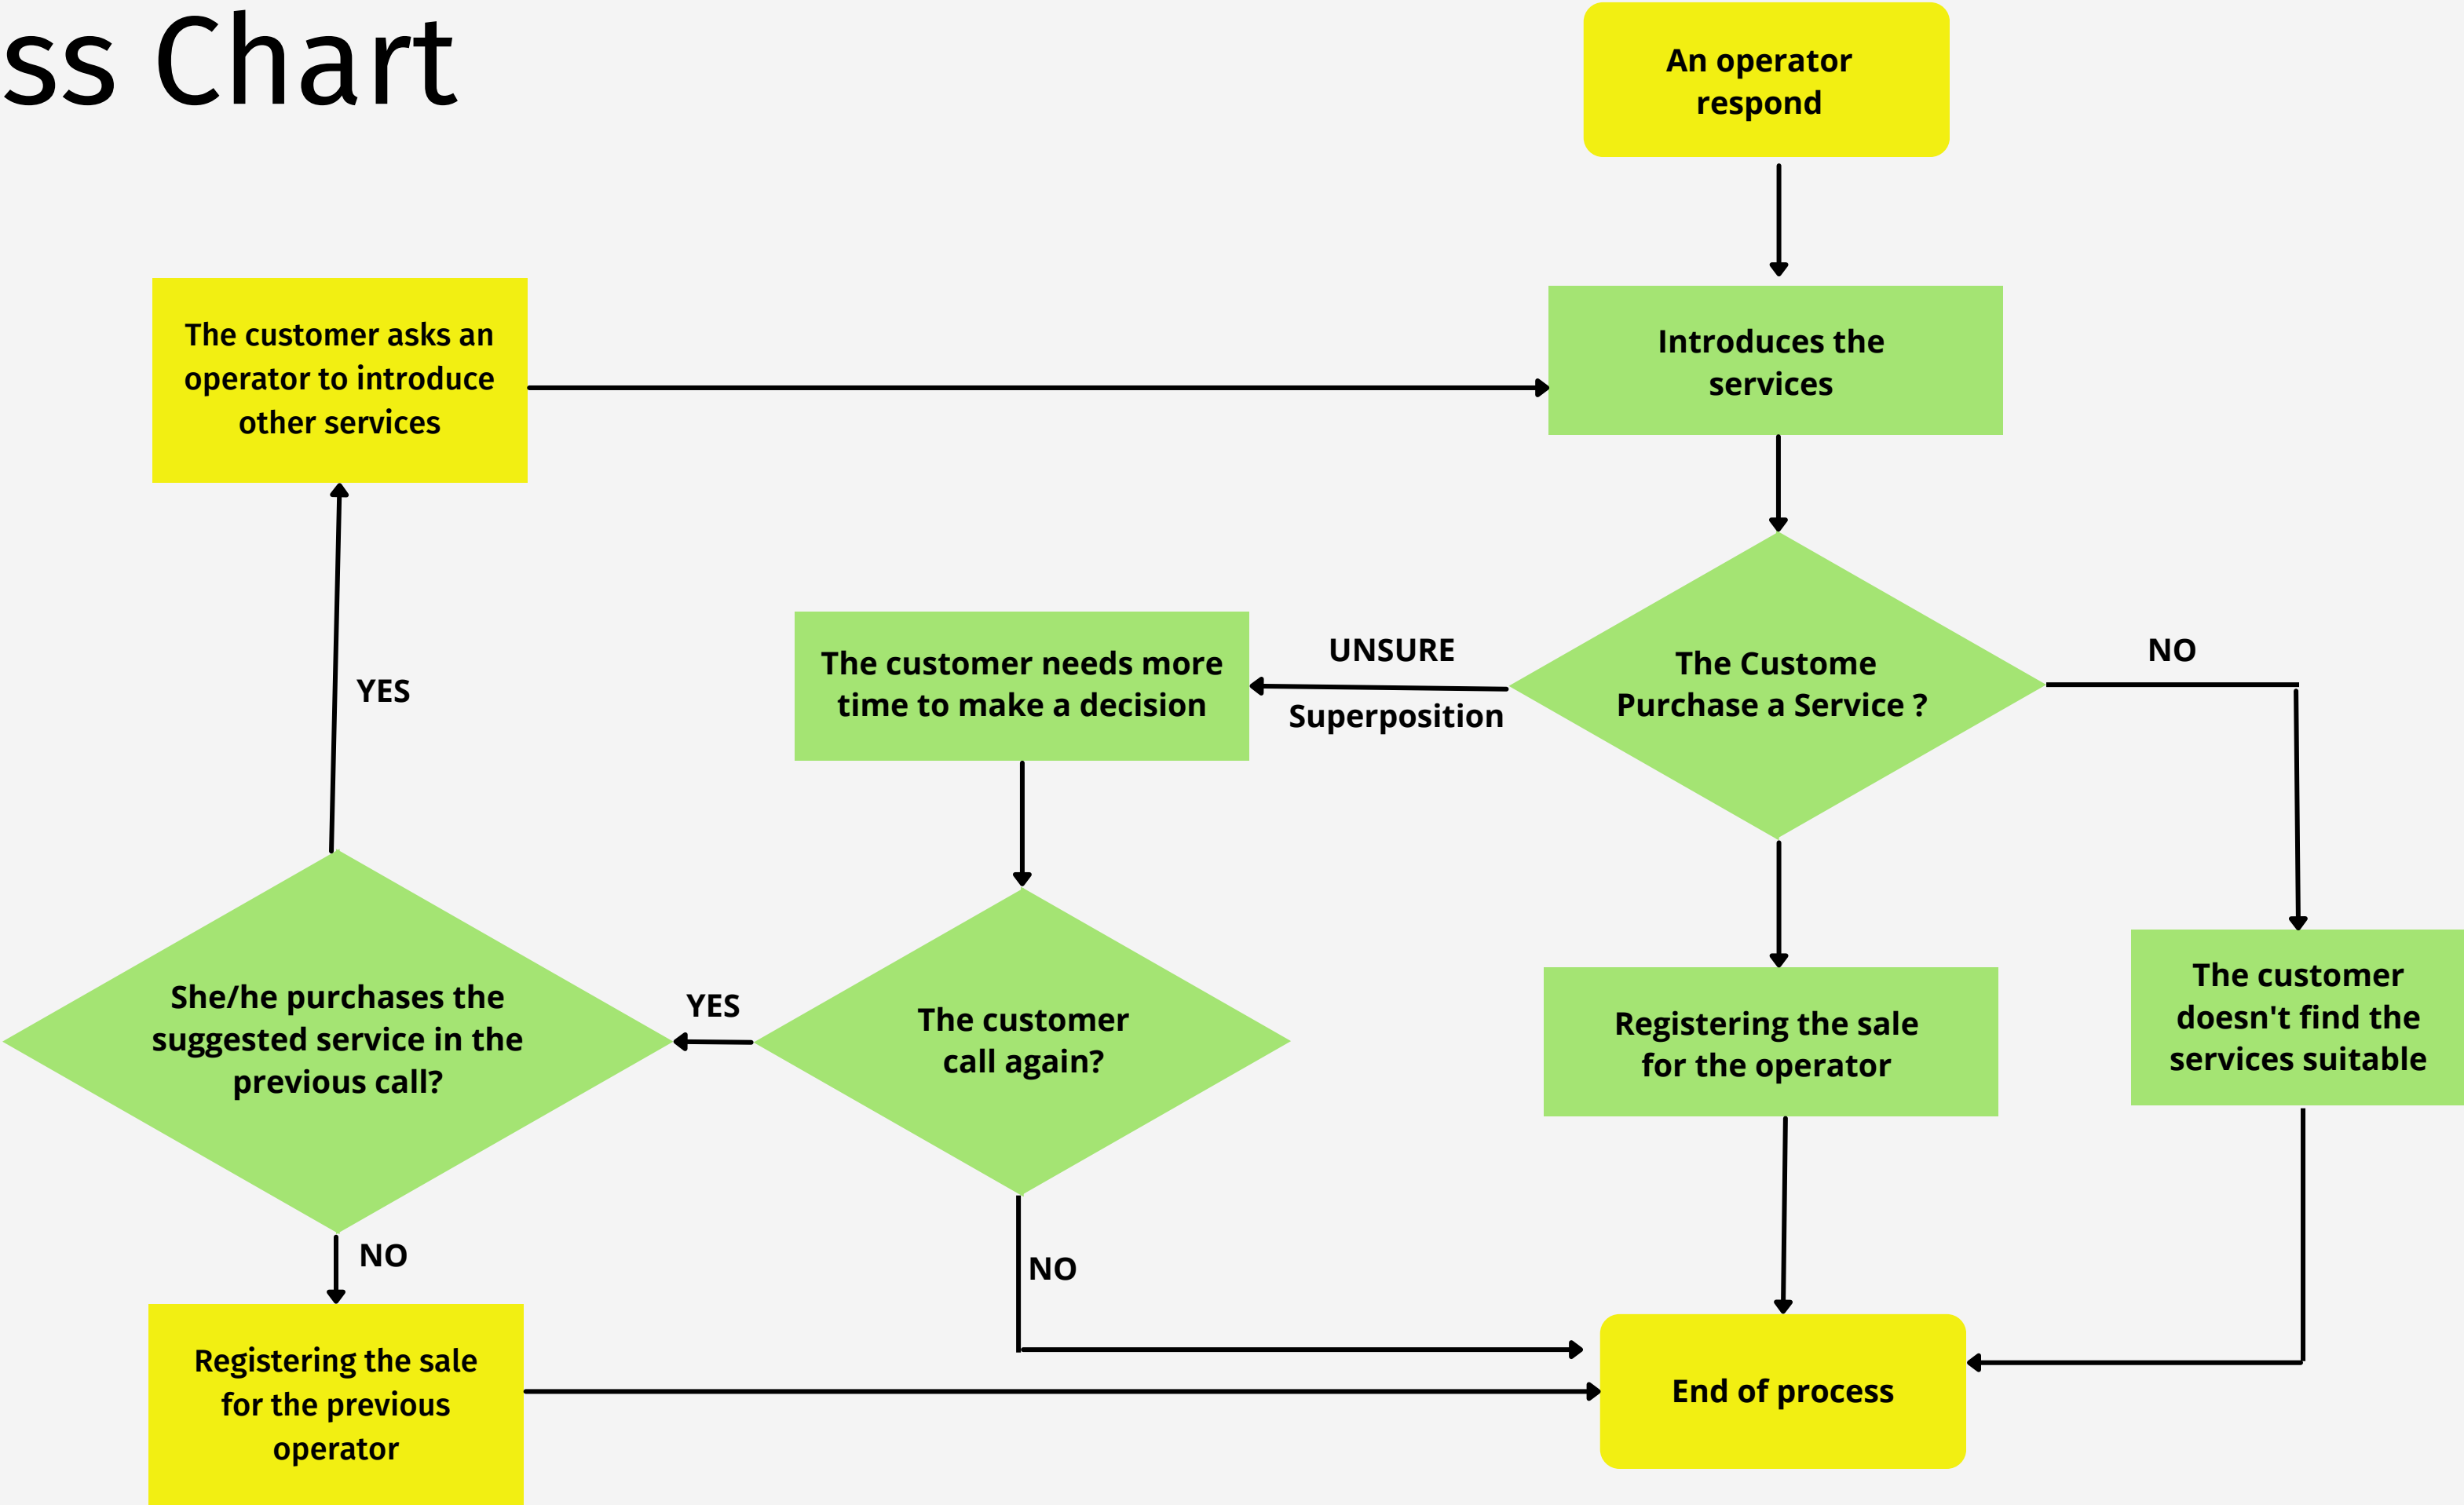 ss Chart
An operator
respond
The customer asks an
operator to introduce
other services
Introduces the
services
YES
The customer needs more
time to make a decision
UNSURE
Superposition
The Custome
Purchase a Service ?
NO
She/he purchases the
suggested service in the
previous call?
YES
The customer
call again?
Registering the sale
for the operator
The customer
doesn't find the
services suitable
NO
NO
Registering the sale
for the previous
operator
End of process